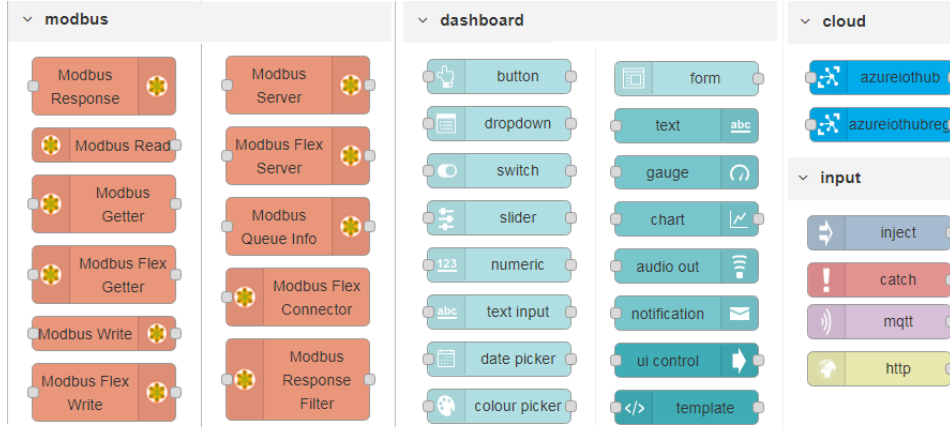 modbus
Modbus
Response
Modbus Read
Modbus
Getter
Modbus Flex
Getter
Modbus Write
Modbus Flex
Write
Modbus
Server
Modbus Flex
Server
Modbus
Queue Info
Modbus Flex
Connector
Modbus
Response
Filter
dashboard
button
dropdown
switch
slider
123
numeric
abc
text input
date picker
colour picker
form
text
abc
gauge
chart
audio out
notification
ui control
</>
template
cloud
azureiothub
azureiothubreg
input
inject
catch
mqtt
http